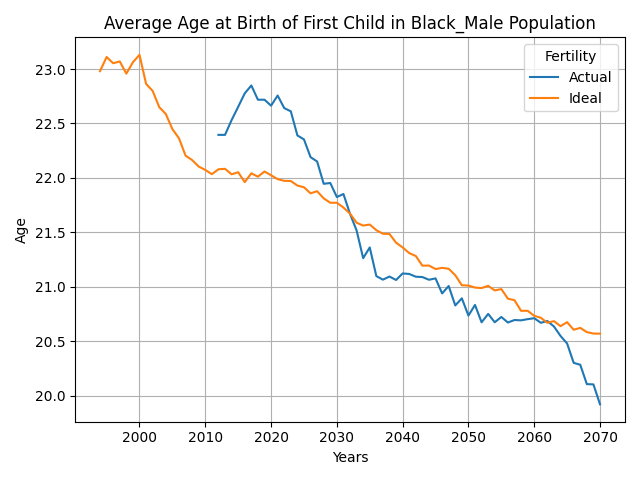 Average Age at Birth of First Child in Black_Male Population
Fertility
Actual
Ideal
Age
23.0
22.5
22.0
21.5
21.0
20.5
20.0
2000 2010 2020 2030 2040 2050 2060 2070
Years